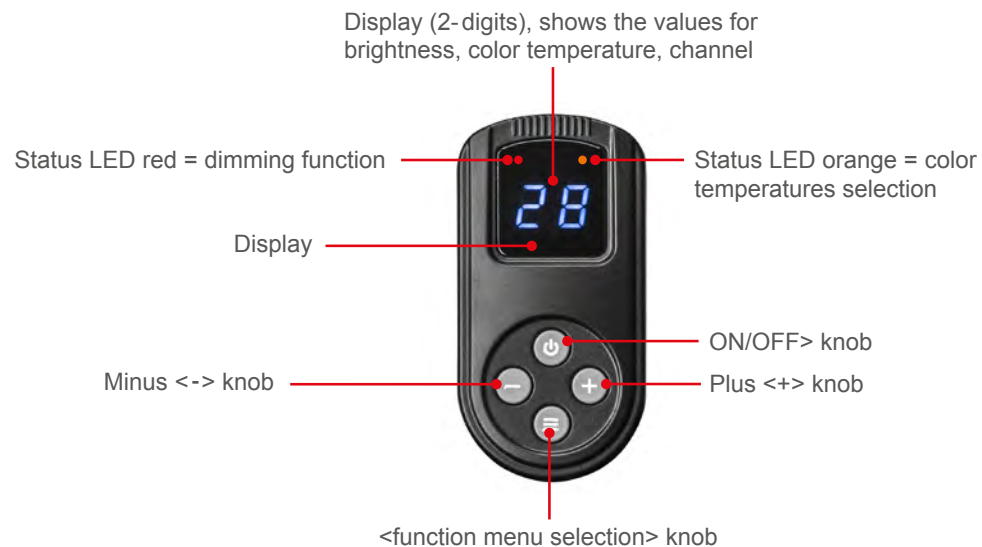 Display (2-digits), shows the values for
brightness, color temperature, channel
Status LED red = dimming function
Status LED orange = color
temperatures selection
28
Display
ON/OFF> knob
Minus <-> knob
Plus <+> knob
<function menu selection> knob